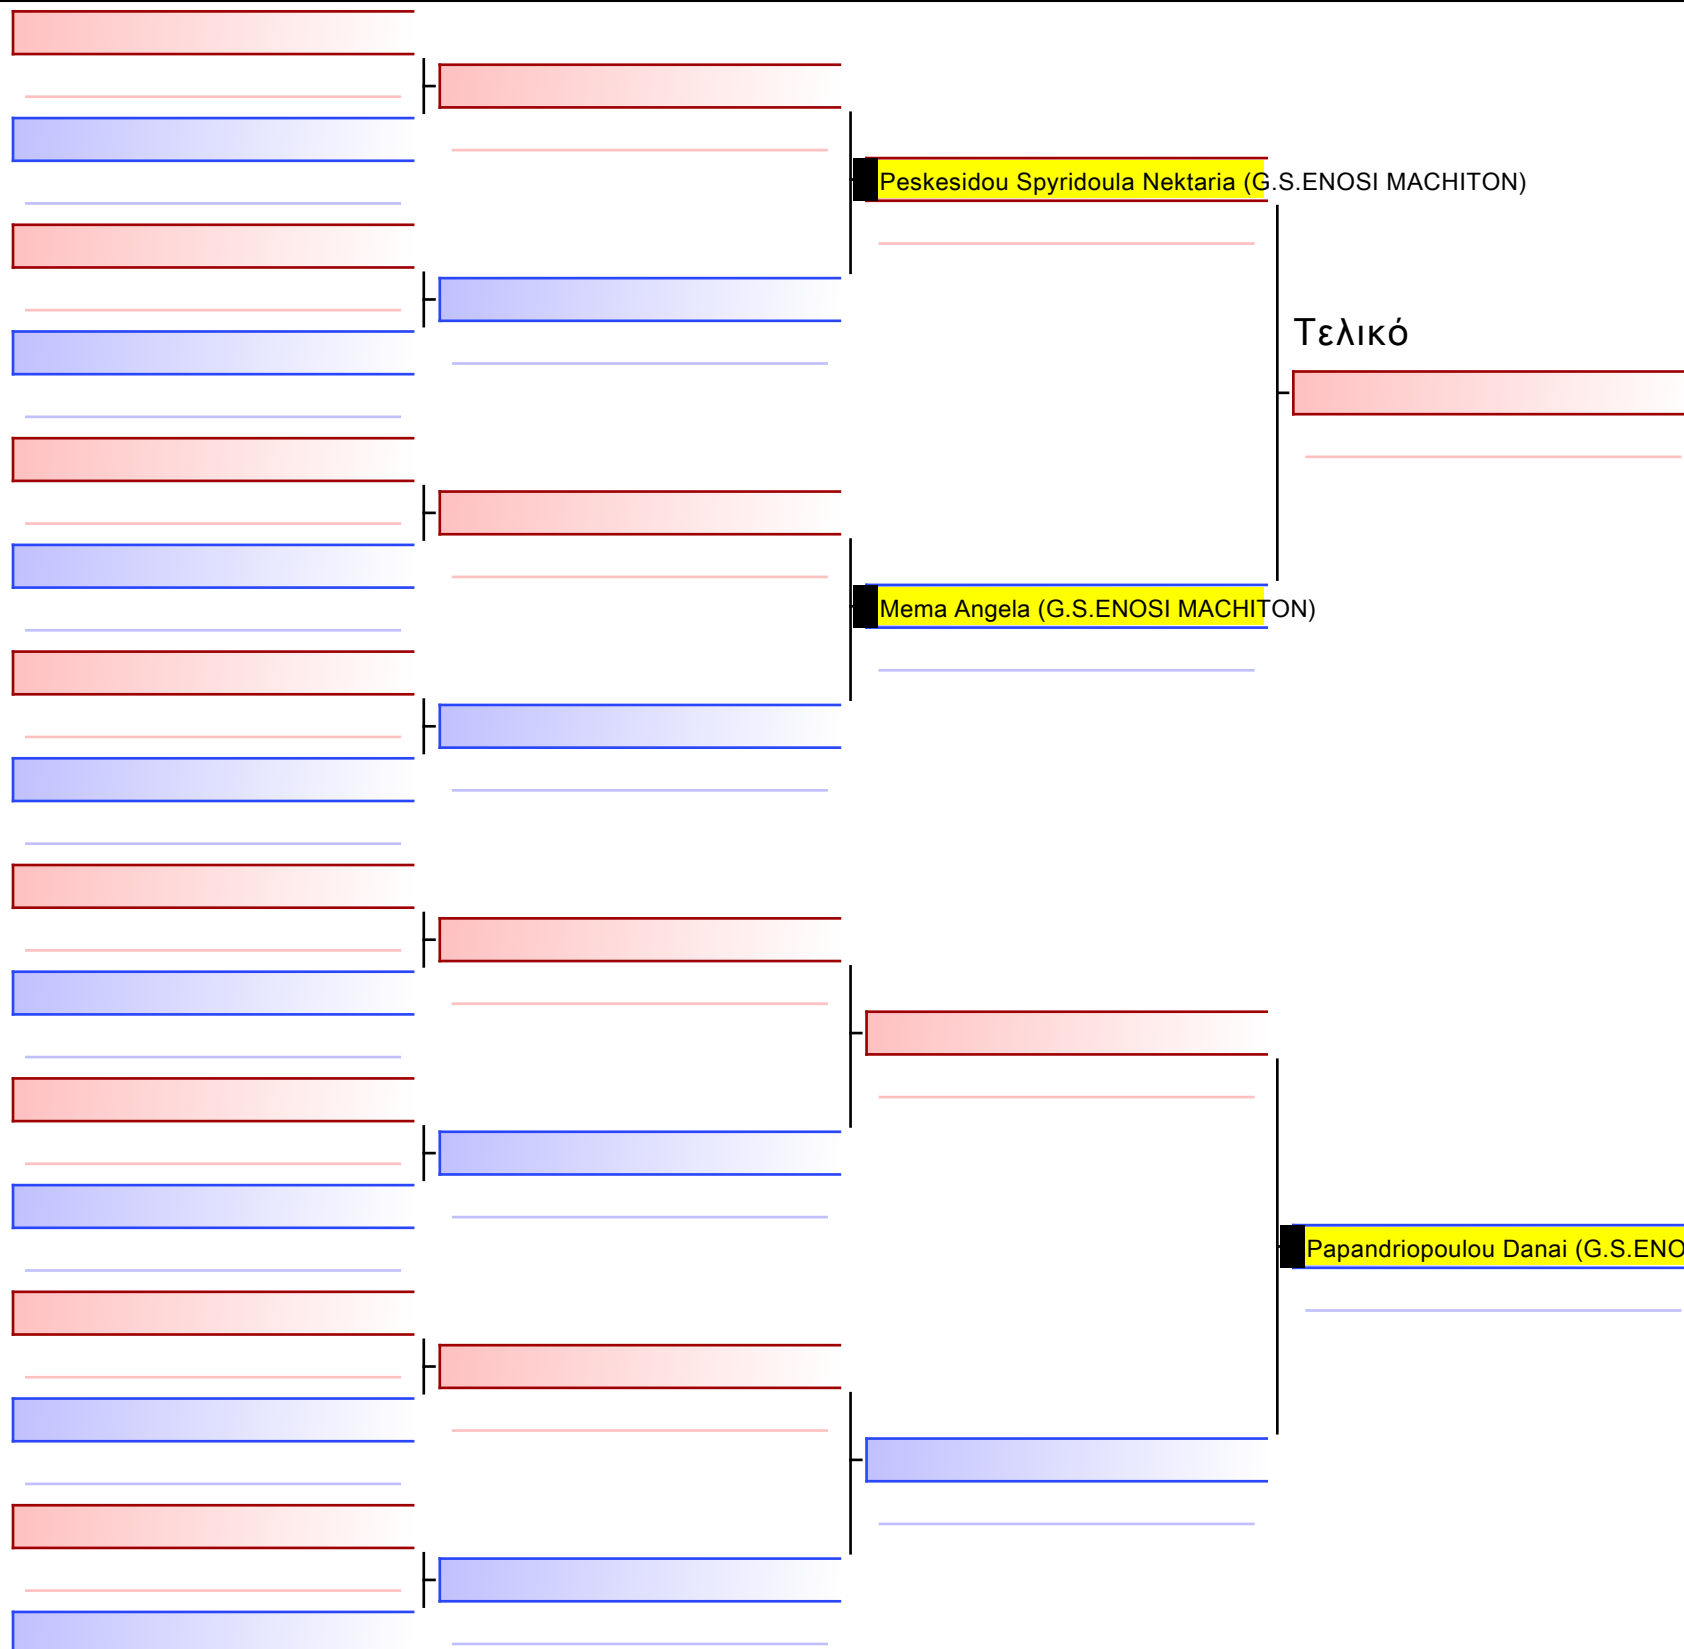 Peskesidou Spyridoula Nektaria (G.S.ENOSI MACHITON)
Τελικό
Mema Angela (G.S.ENOSI MACHITON)
Papandriopoulou Danai (G.S.ENO